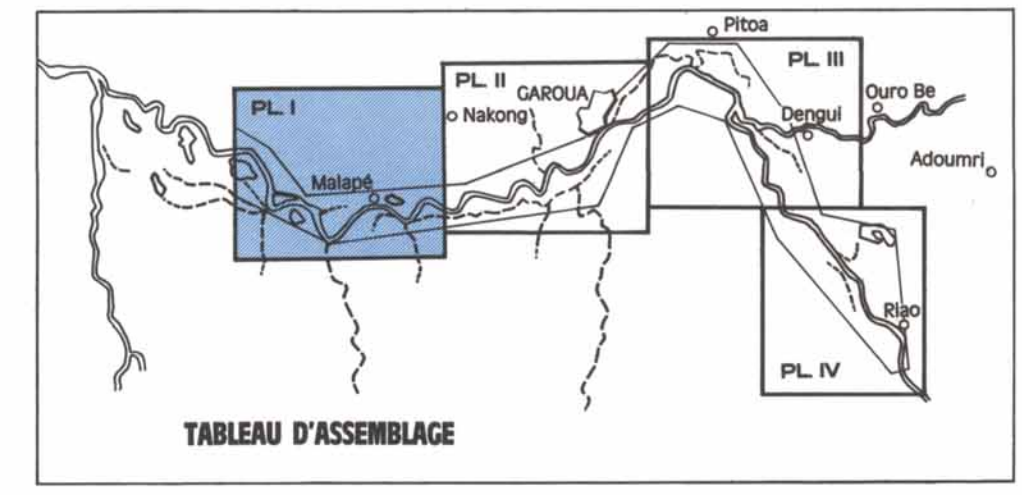 Pitoa
PL. I
PL. II
PL. III
GAROUA
Nakong
Ouro Be
Dengui
Adoumri
Malapé
Riao
PL. IV
TABLEAU D'ASSEMBLAGE